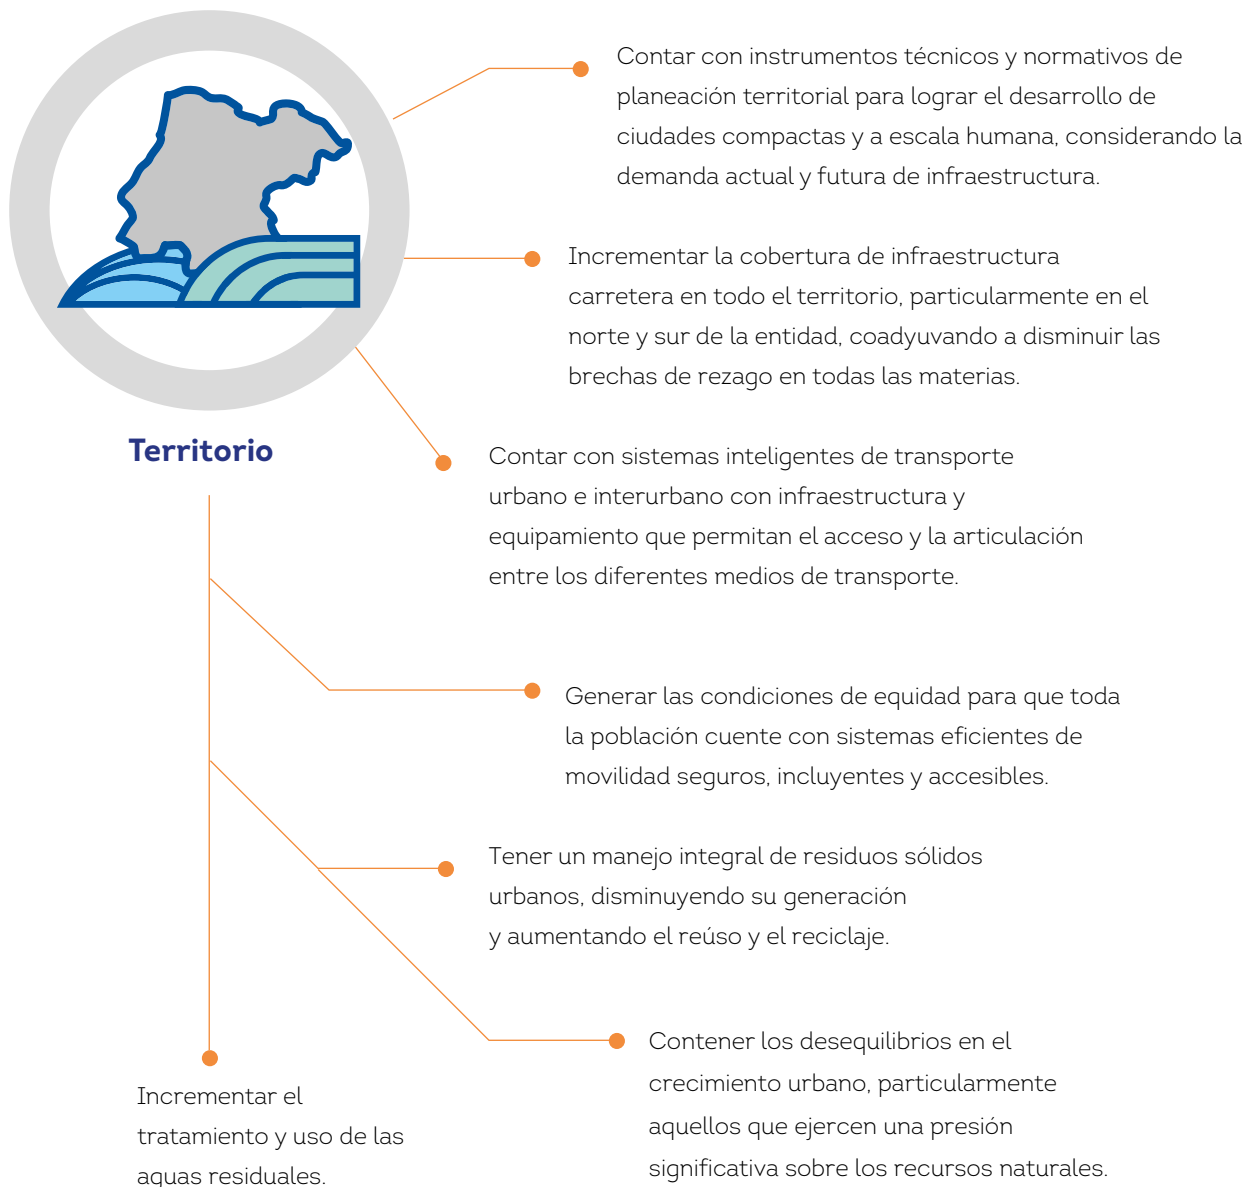 Contar con instrumentos técnicos y normativos de
planeación territorial para lograr el desarrollo de
ciudades compactas y a escala humana, considerando la
demanda actual y futura de infraestructura.
Incrementar la cobertura de infraestructura
carretera en todo el territorio, particularmente en el
norte y sur de la entidad, coadyuvando a disminuir las
brechas de rezago en todas las materias.
Territorio
Contar con sistemas inteligentes de transporte
urbano e interurbano con infraestructura y
equipamiento que permitan el acceso y la articulación
entre los diferentes medios de transporte.
Generar las condiciones de equidad para que toda
la población cuente con sistemas eficientes de
movilidad seguros, incluyentes y accesibles.
Tener un manejo integral de residuos sólidos
urbanos, disminuyendo su generación
y aumentando el reúso y el reciclaje.
Contener los desequilibrios en el
crecimiento urbano, particularmente
aquellos que ejercen una presión
significativa sobre los recursos naturales.
Incrementar el
tratamiento y uso de las
aguas residuales.